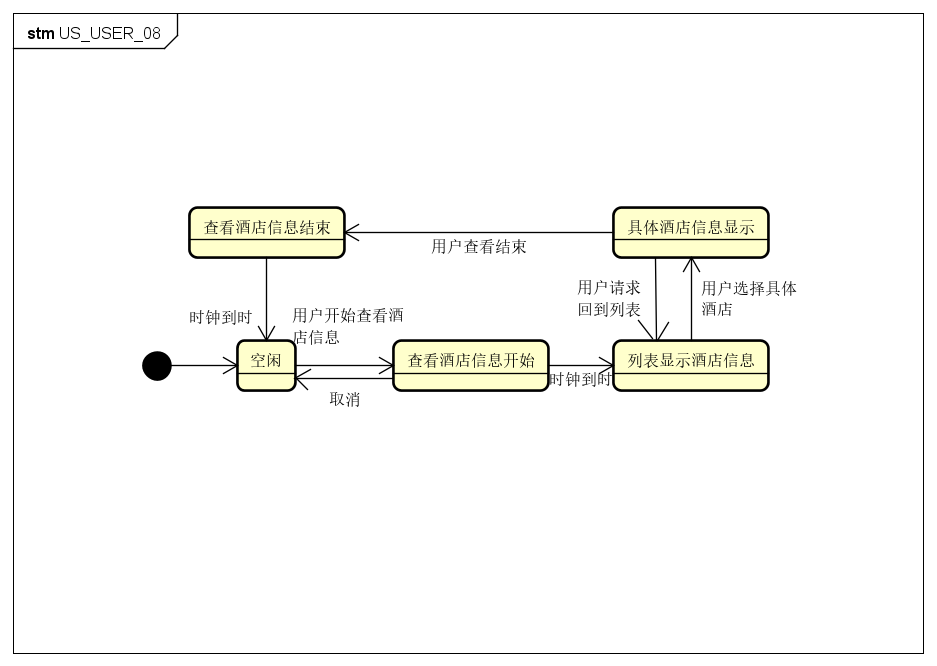 stm US_USER_08
查看酒店信息结束
具体酒店信息显示
用户查看结束
用户请求
回到列表
用户选择具体
酒店
时钟到时
用户开始查看酒
店信息
空闲
查看酒店信息开始
列表显示酒店信息
时钟到时
取消